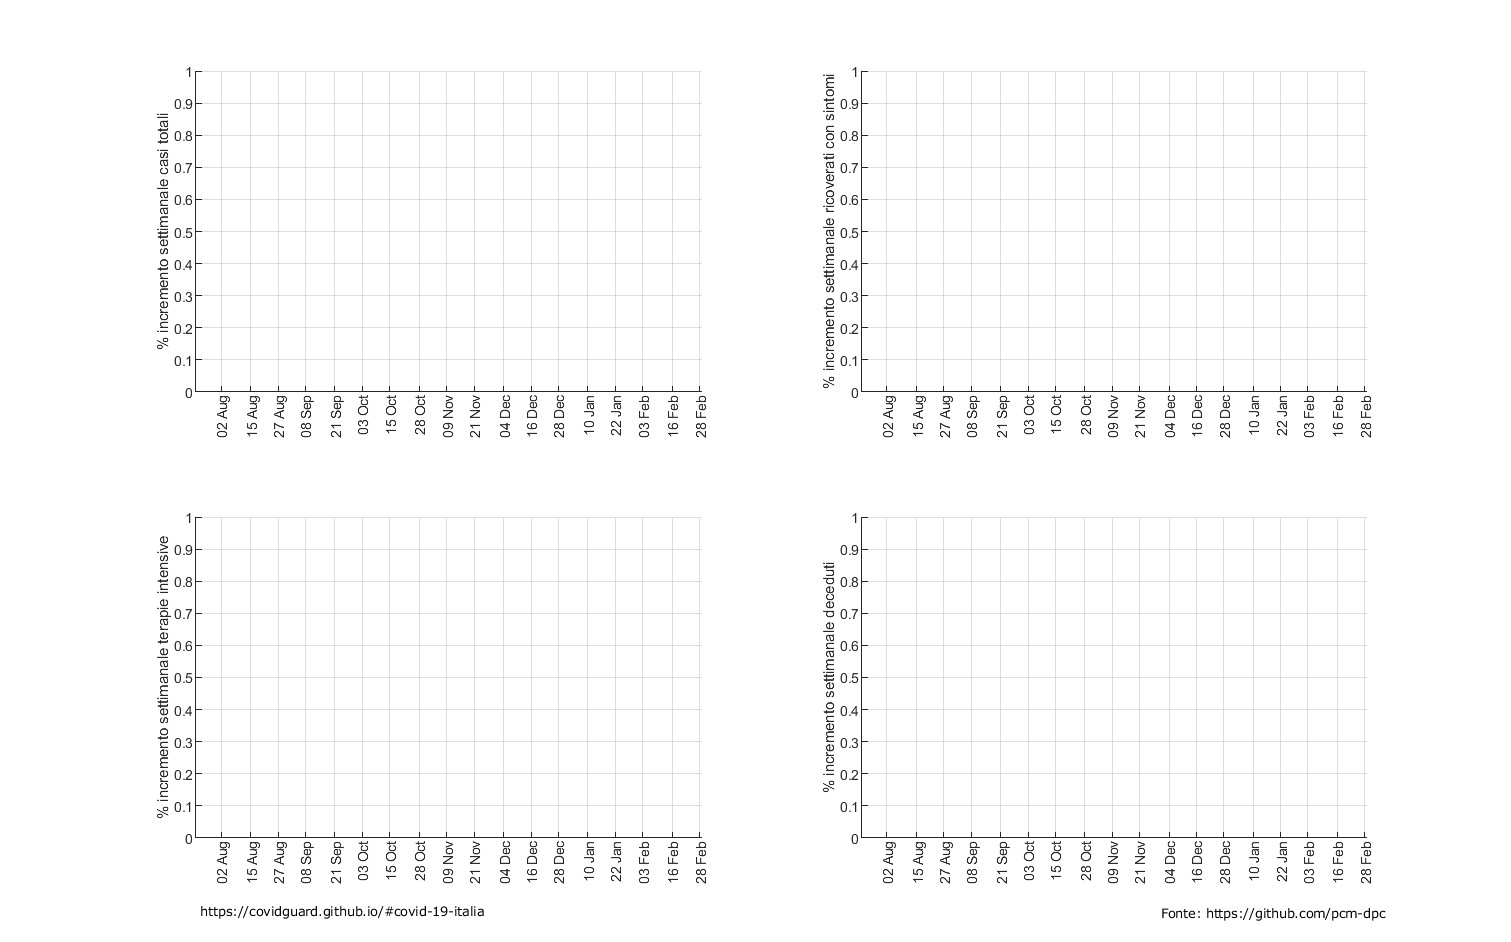 % incremento settimanale casi totali
1
0.9
0.8
0.7
0.6
0.5
0.4
0.3
0.2
0.1
0
02 Aug
15 Aug
27 Aug
08 Sep
21 Sep
03 Oct
15 Oct
28 Oct
09 Nov
21 Nov
04 Dec
16 Dec
28 Dec
10 Jan
22 Jan
03 Feb
16 Feb
28 Feb
% incremento settimanale ricoverati con sintomi
1
0.9
0.8
0.7
0.6
0.5
0.4
0.3
0.2
0.1
0
02 Aug
15 Aug
27 Aug
08 Sep
21 Sep
03 Oct
15 Oct
28 Oct
09 Nov
21 Nov
04 Dec
16 Dec
28 Dec
10 Jan
22 Jan
03 Feb
16 Feb
28 Feb
% incremento settimanale terapie intensive
1
0.9
0.8
0.7
0.6
0.5
0.4
0.3
0.2
0.1
0
02 Aug
15 Aug
27 Aug
08 Sep
21 Sep
03 Oct
15 Oct
28 Oct
09 Nov
21 Nov
04 Dec
16 Dec
28 Dec
10 Jan
22 Jan
03 Feb
16 Feb
28 Feb
% incremento settimanale deceduti
1
0.9
0.8
0.7
0.6
0.5
0.4
0.3
0.2
0.1
0
02 Aug
15 Aug
27 Aug
08 Sep
21 Sep
03 Oct
15 Oct
28 Oct
09 Nov
21 Nov
04 Dec
16 Dec
28 Dec
10 Jan
22 Jan
03 Feb
16 Feb
28 Feb
https://covidguard.github.io/#covid-19-italia
Fonte: https://github.com/pcm-dpc